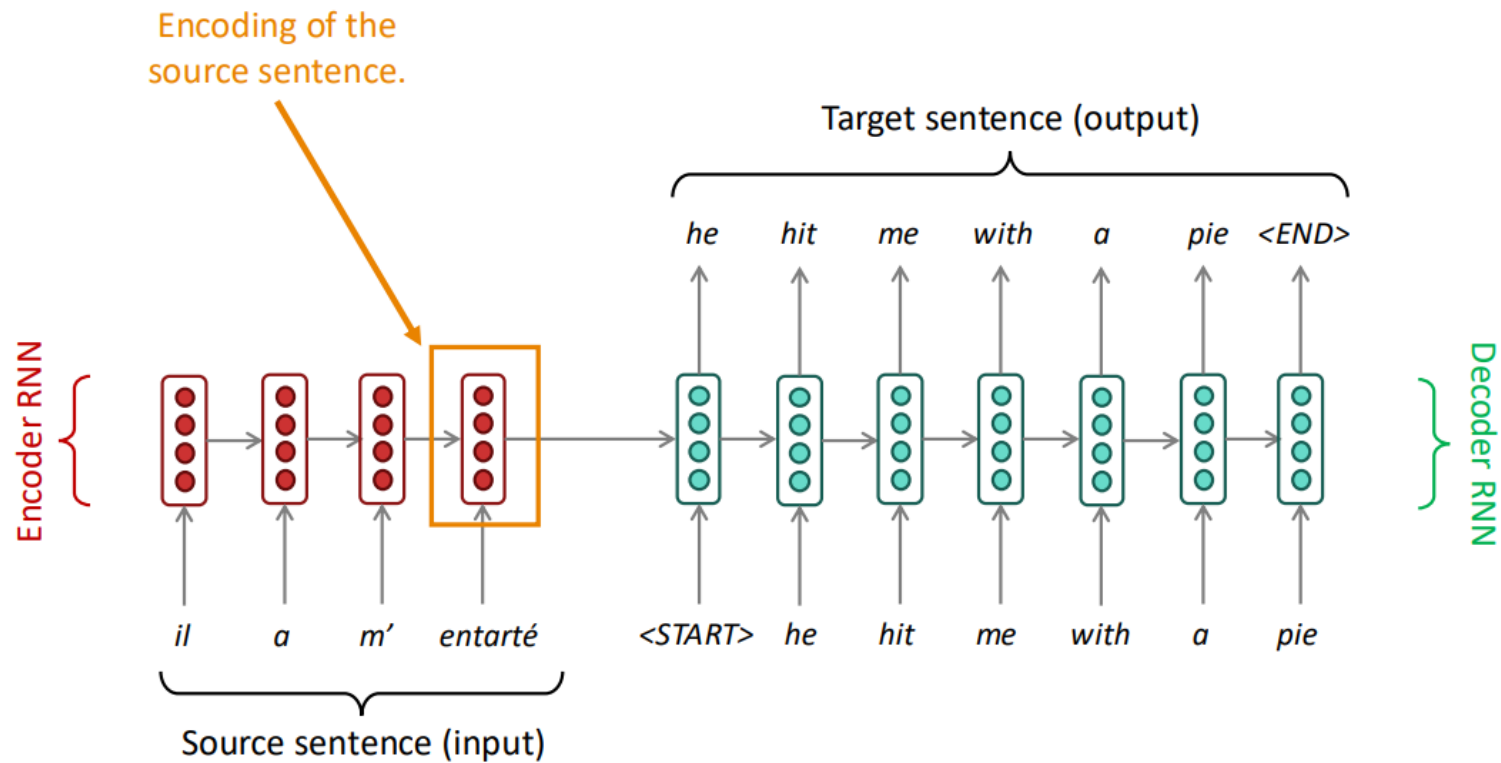 Encoding of the
source sentence.
Target sentence (output)
he hit me with a pie <END>
Encoder RNN
Decoder RNN
il a m’ entarté <START> he hit me with a pie
Source sentence (input)